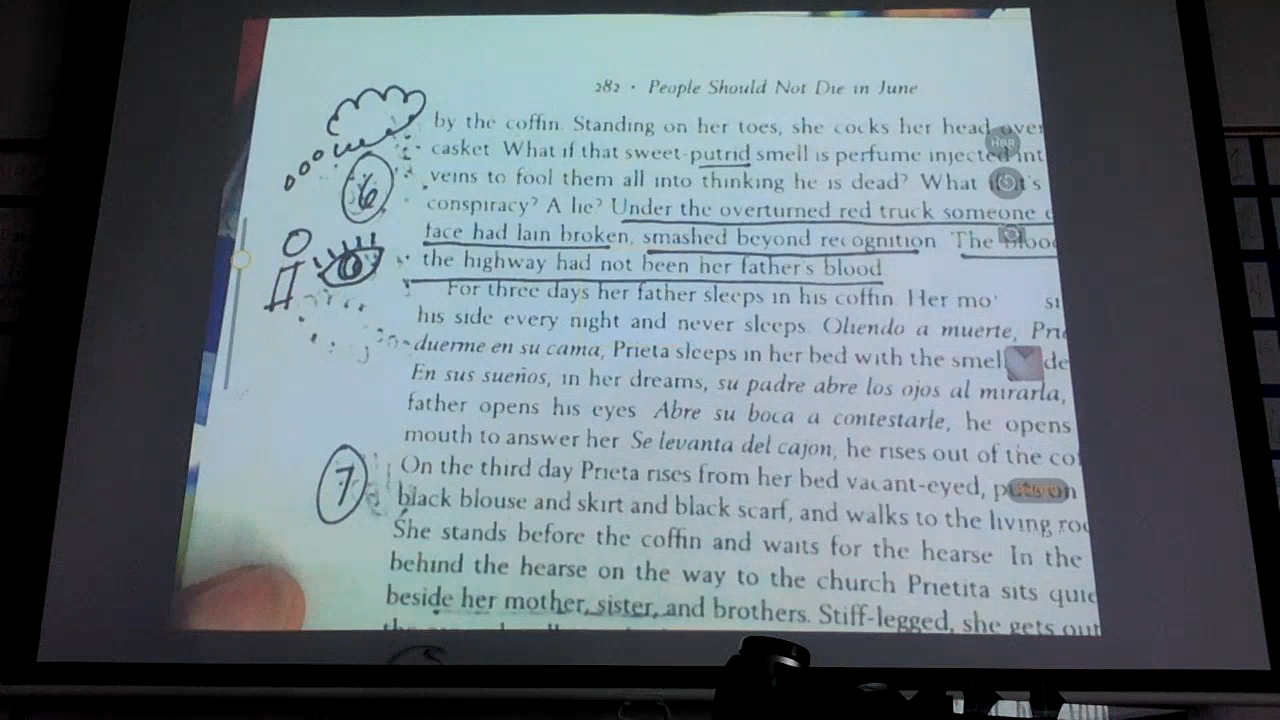 282 · People Should Not Die in June
by the coffin. Standing on her toes, she cocks her head over
casket. What if that sweet-putrid smell is perfume injected int
veins to fool them all into thinking he is dead? What if it's
6
conspiracy? A lie? Under the overturned red truck someone
face had lain broken, smashed beyond recognition. The blood
the highway had not been her father's blood
For three days her father sleeps in his coffin. Her mo si
his side every night and never sleeps. Oliendo a muerte, Pri
duerme en su cama, Prieta sleeps in her bed with the smell de
En sus sueños, in her dreams, su padre abre los ojos al mirarla,
father opens his eyes. Abre su boca a contestarle, he opens
mouth to answer her. Se levanta del cajon, he rises out of the co
7
On the third day Prieta rises from her bed vacant-eyed, puts on
black blouse and skirt and black scarf, and walks to the living roo
She stands before the coffin and waits for the hearse. In the
behind the hearse on the way to the church Prietita sits quie
beside her mother, sister, and brothers. Stiff-legged, she gets out